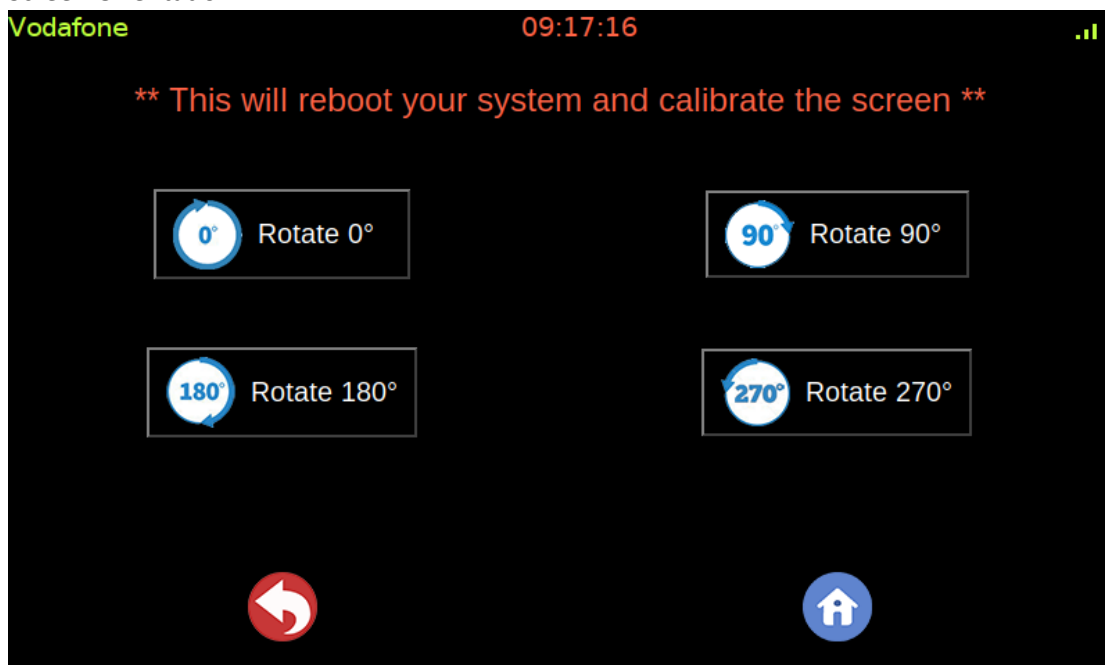 Vodafone 09:17:16
** This will reboot your system and calibrate the screen **
0° Rotate 0° 90° Rotate 90°
180° Rotate 180° 270° Rotate 270°